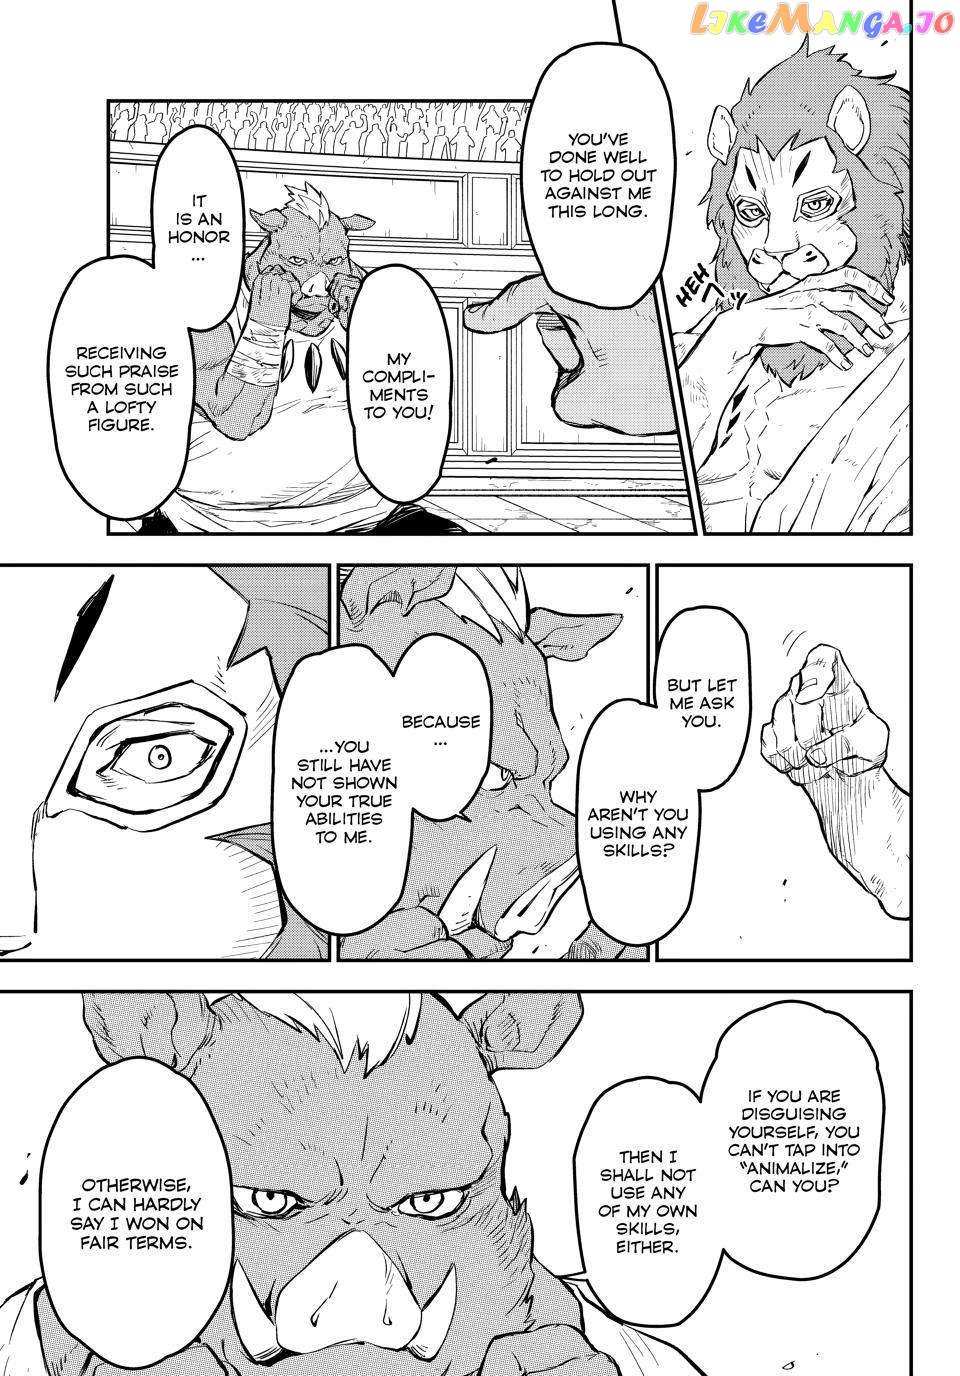 LIKEMANGA.IO
YOU'VE
DONE WELL
TO HOLD OUT
AGAINST ME
THIS LONG.
HEH
ヘッ
MY
COMPLI-
MENTS
TO YOU!
IT
IS AN
HONOR
...
RECEIVING
SUCH PRAISE
FROM SUCH
A LOFTY
FIGURE.
BUT LET
ME ASK
YOU.
WHY
AREN'T YOU
USING ANY
SKILLS?
BECAUSE
...
...YOU
STILL HAVE
NOT SHOWN
YOUR TRUE
ABILITIES
TO ME.
IF YOU ARE
DISGUISING
YOURSELF, YOU
CAN'T TAP INTO
"ANIMALIZE,"
CAN YOU?
THEN I
SHALL NOT
USE ANY
OF MY OWN
SKILLS,
EITHER.
OTHERWISE,
I CAN HARDLY
SAY I WON ON
FAIR TERMS.